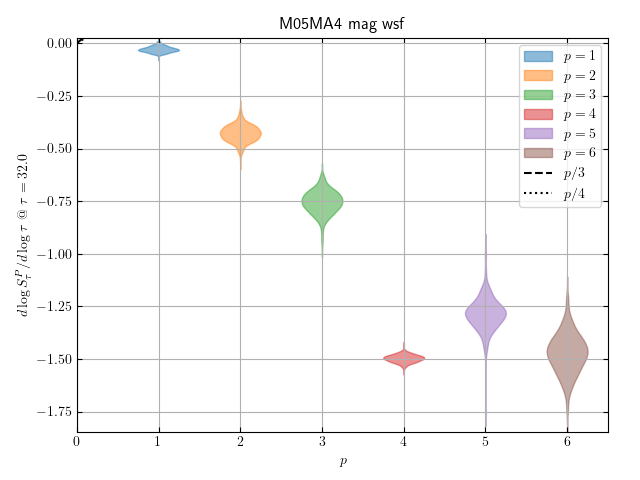 M05MA4 mag wsf
d log S_τ^P / d log τ @ τ = 32.0
0.00
−0.25
−0.50
−0.75
−1.00
−1.25
−1.50
−1.75
p = 1
p = 2
p = 3
p = 4
p = 5
p = 6
p/3
p/4
0 1 2 3 4 5 6
p